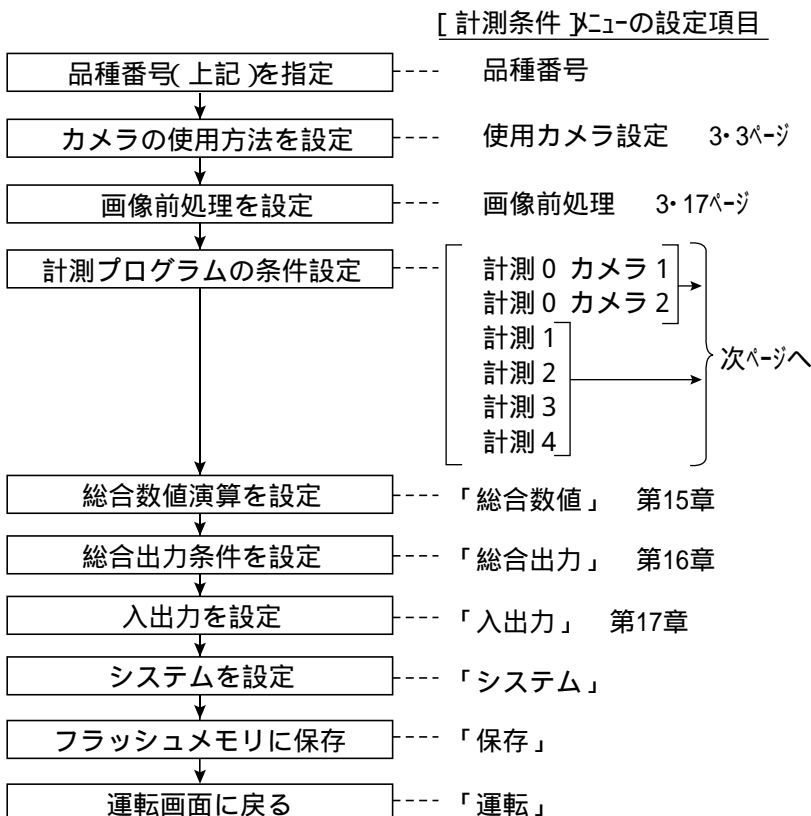 [ 計測条件 ]ﾒﾆｭｰの設定項目
品種番号( 上記 )を指定 品種番号
カメラの使用方法を設定 使用カメラ設定 3・3ﾍﾟｰｼﾞ
画像前処理を設定 画像前処理 3・17ﾍﾟｰｼﾞ
計測プログラムの条件設定
計測 0 カメラ 1
計測 0 カメラ 2
計測 1
計測 2
計測 3
計測 4
次ﾍﾟｰｼﾞへ
総合数値演算を設定 「総合数値」 第15章
総合出力条件を設定 「総合出力」 第16章
入出力を設定 「入出力」 第17章
システムを設定 「システム」
フラッシュメモリに保存 「保存」
運転画面に戻る 「運転」